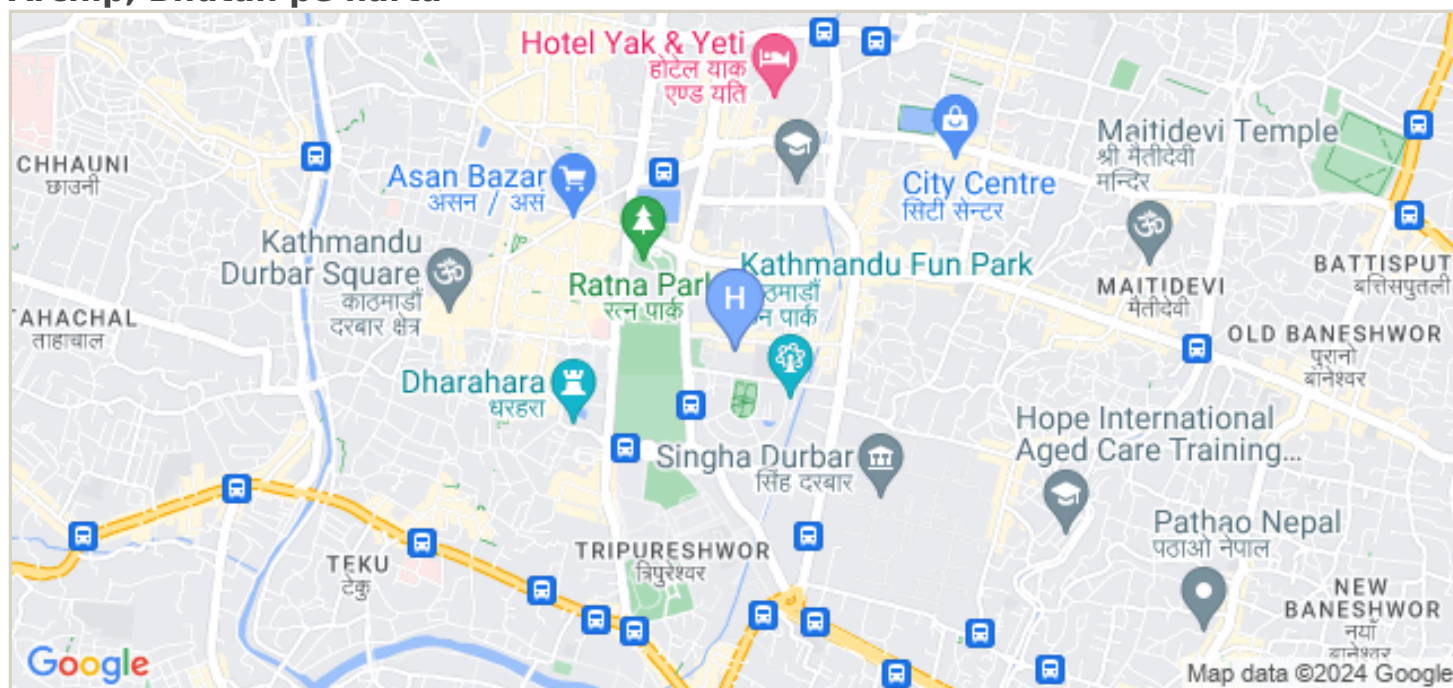 Hotel Yak & Yeti
होटेल याक
एण्ड यति
Maitidevi Temple
श्री मैतीदेवी
मन्दिर
CHHAUNI
छाउनी
Asan Bazar
असन / असं
City Centre
सिटी सेन्टर
Kathmandu
Durbar Square
काठमाडौं
दरबार क्षेत्र
Kathmandu Fun Park
पार्क
Ratna Park
रत्न पार्क
H
MAITIDEVI
मैतीदेवी
BATTISPUT
बत्तिसपुतली
TAHACHAL
ताहाचाल
OLD BANESHWOR
पुरानो
बानेश्वर
Dharahara
धरहरा
Hope International
Aged Care Training...
Singha Durbar
सिंह दरबार
Pathao Nepal
पठाओ नेपाल
TRIPURESHWOR
त्रिपुरेश्वर
TEKU
टेकु
NEW
BANESHWOR
नयाँ
बानेश्वर
Google
Map data ©2024 Google